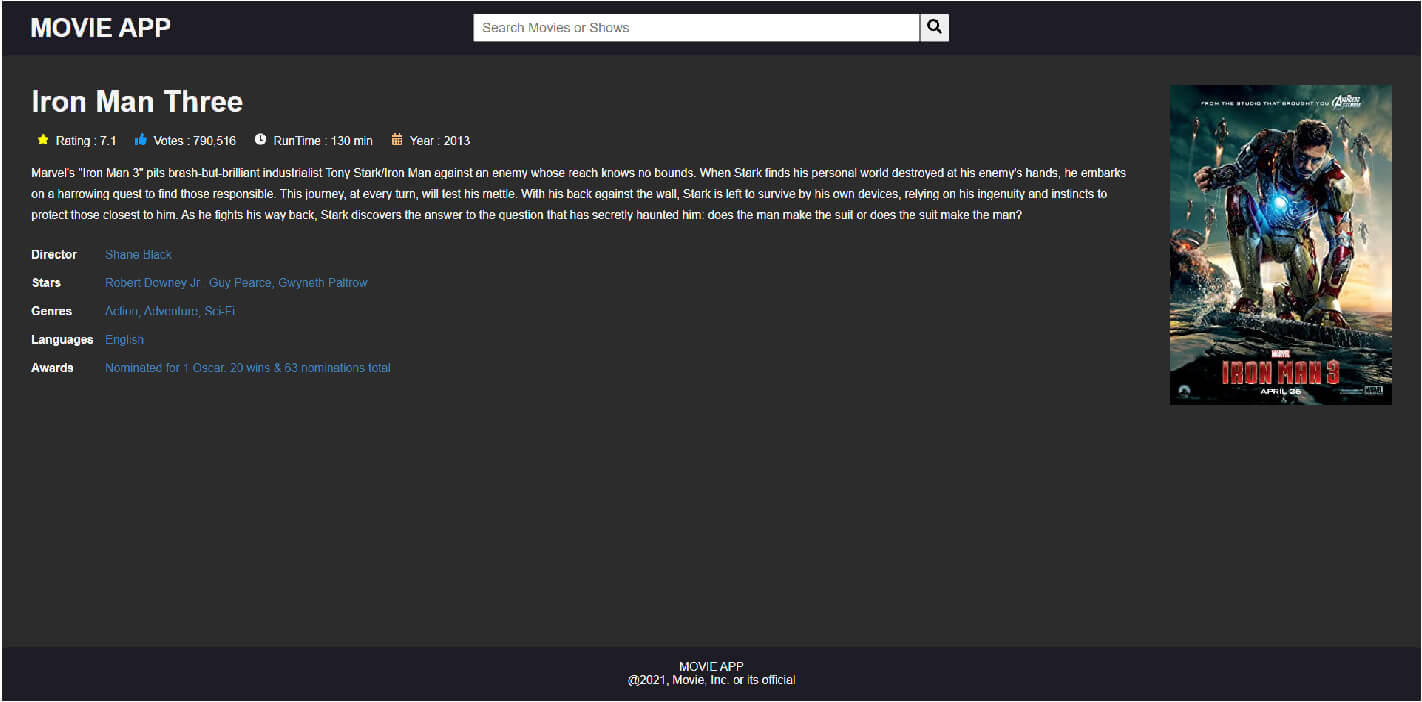 MOVIE APP
Search Movies or Shows
Iron Man Three
Rating : 7.1 Votes : 790,516 RunTime : 130 min Year : 2013
Marvel's "Iron Man 3" pits brash-but-brilliant industrialist Tony Stark/Iron Man against an enemy whose reach knows no bounds. When Stark finds his personal world destroyed at his enemy's hands, he embarks
on a harrowing quest to find those responsible. This journey, at every turn, will test his mettle. With his back against the wall, Stark is left to survive by his own devices, relying on his ingenuity and instincts to
protect those closest to him. As he fights his way back, Stark discovers the answer to the question that has secretly haunted him: does the man make the suit or does the suit make the man?
Director Shane Black
Stars Robert Downey Jr., Guy Pearce, Gwyneth Paltrow
Genres Action, Adventure, Sci-Fi
Languages English
Awards Nominated for 1 Oscar. 20 wins & 63 nominations total
FROM THE STUDIO THAT BROUGHT YOU AVENGERS
MARVEL
IRON MAN 3
APRIL 26
MARVEL
MOVIE APP
@2021, Movie, Inc. or its official